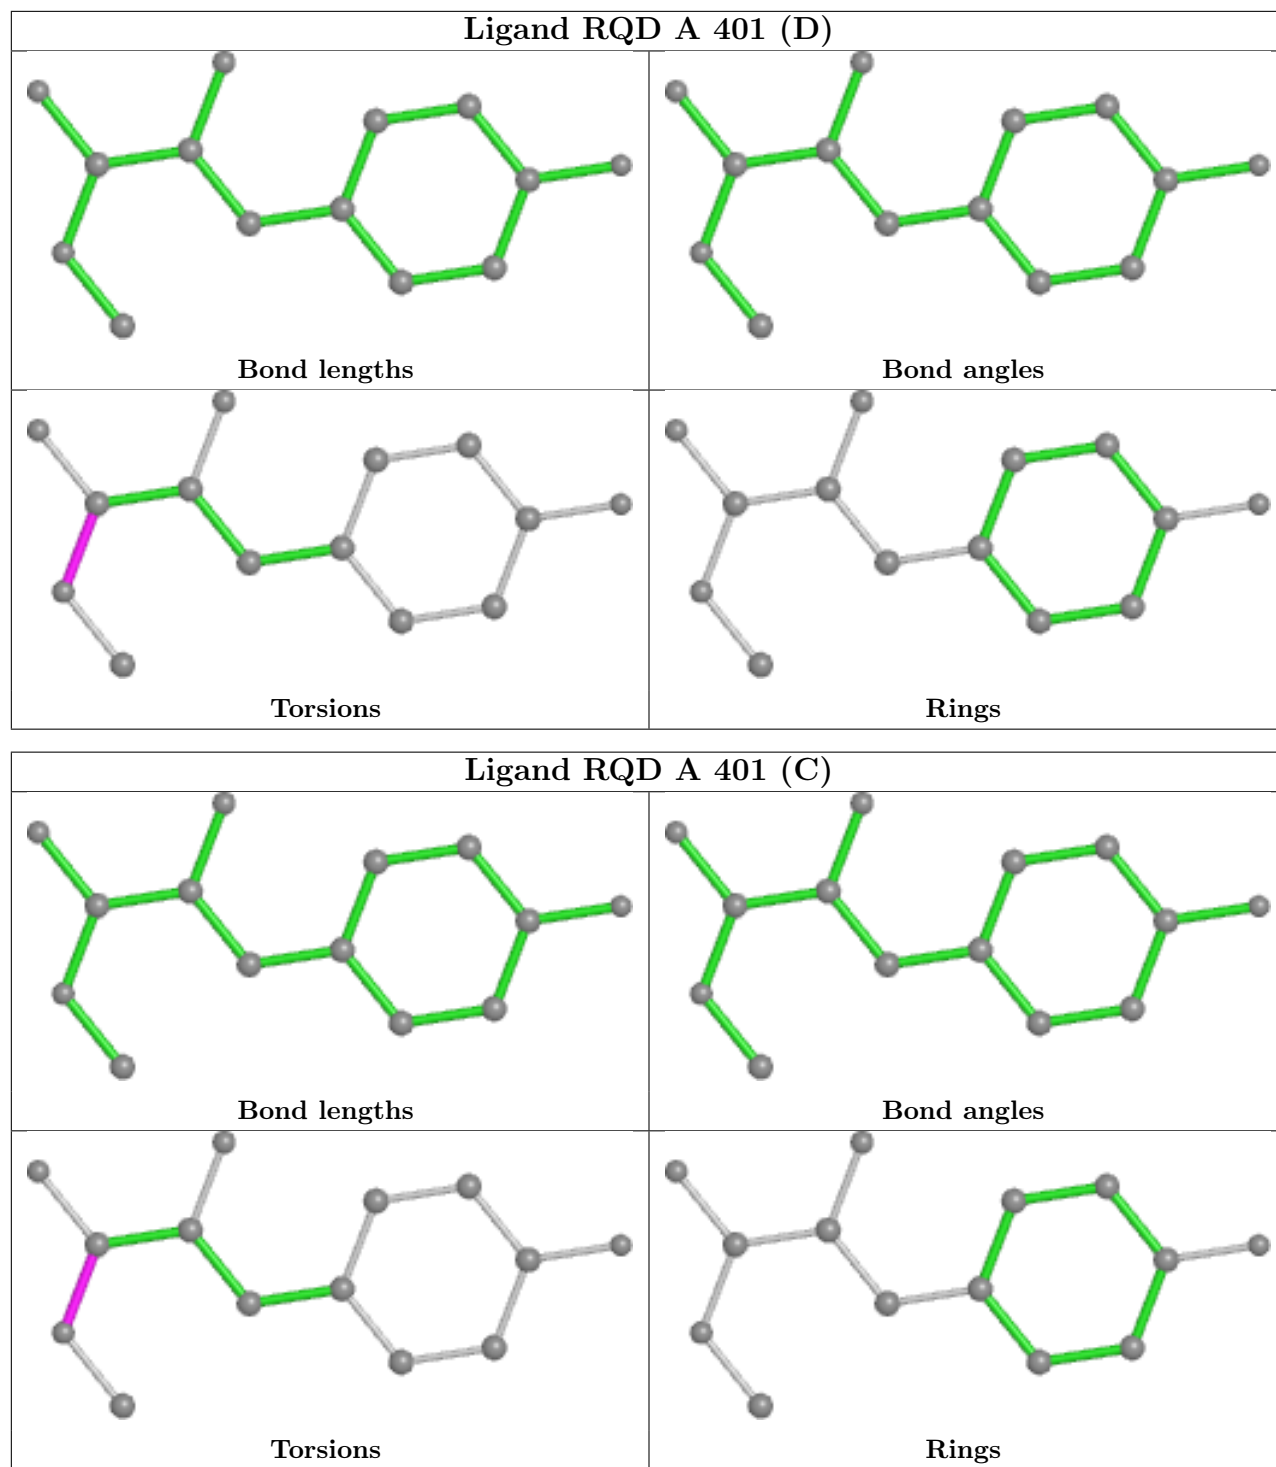 Ligand RQD A 401 (D)
Bond lengths
Bond angles
Torsions
Rings
Ligand RQD A 401 (C)
Bond lengths
Bond angles
Torsions
Rings